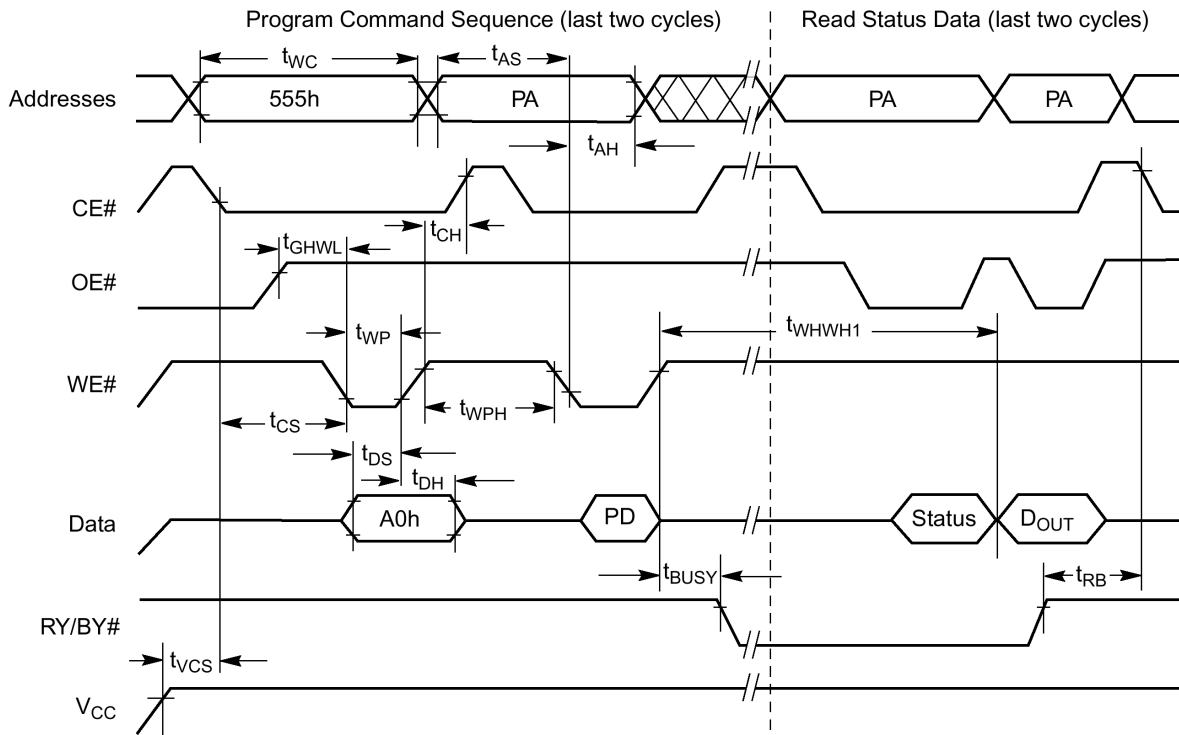 Program Command Sequence (last two cycles) Read Status Data (last two cycles)
tWC tAS
Addresses 555h PA PA PA
tAH
CE#
tCH
tGHWL
OE#
tWP tWHWH1
WE#
tCS tWPH
tDS
tDH
Data A0h PD Status DOUT
tBUSY tRB
RY/BY#
tVCS
VCC